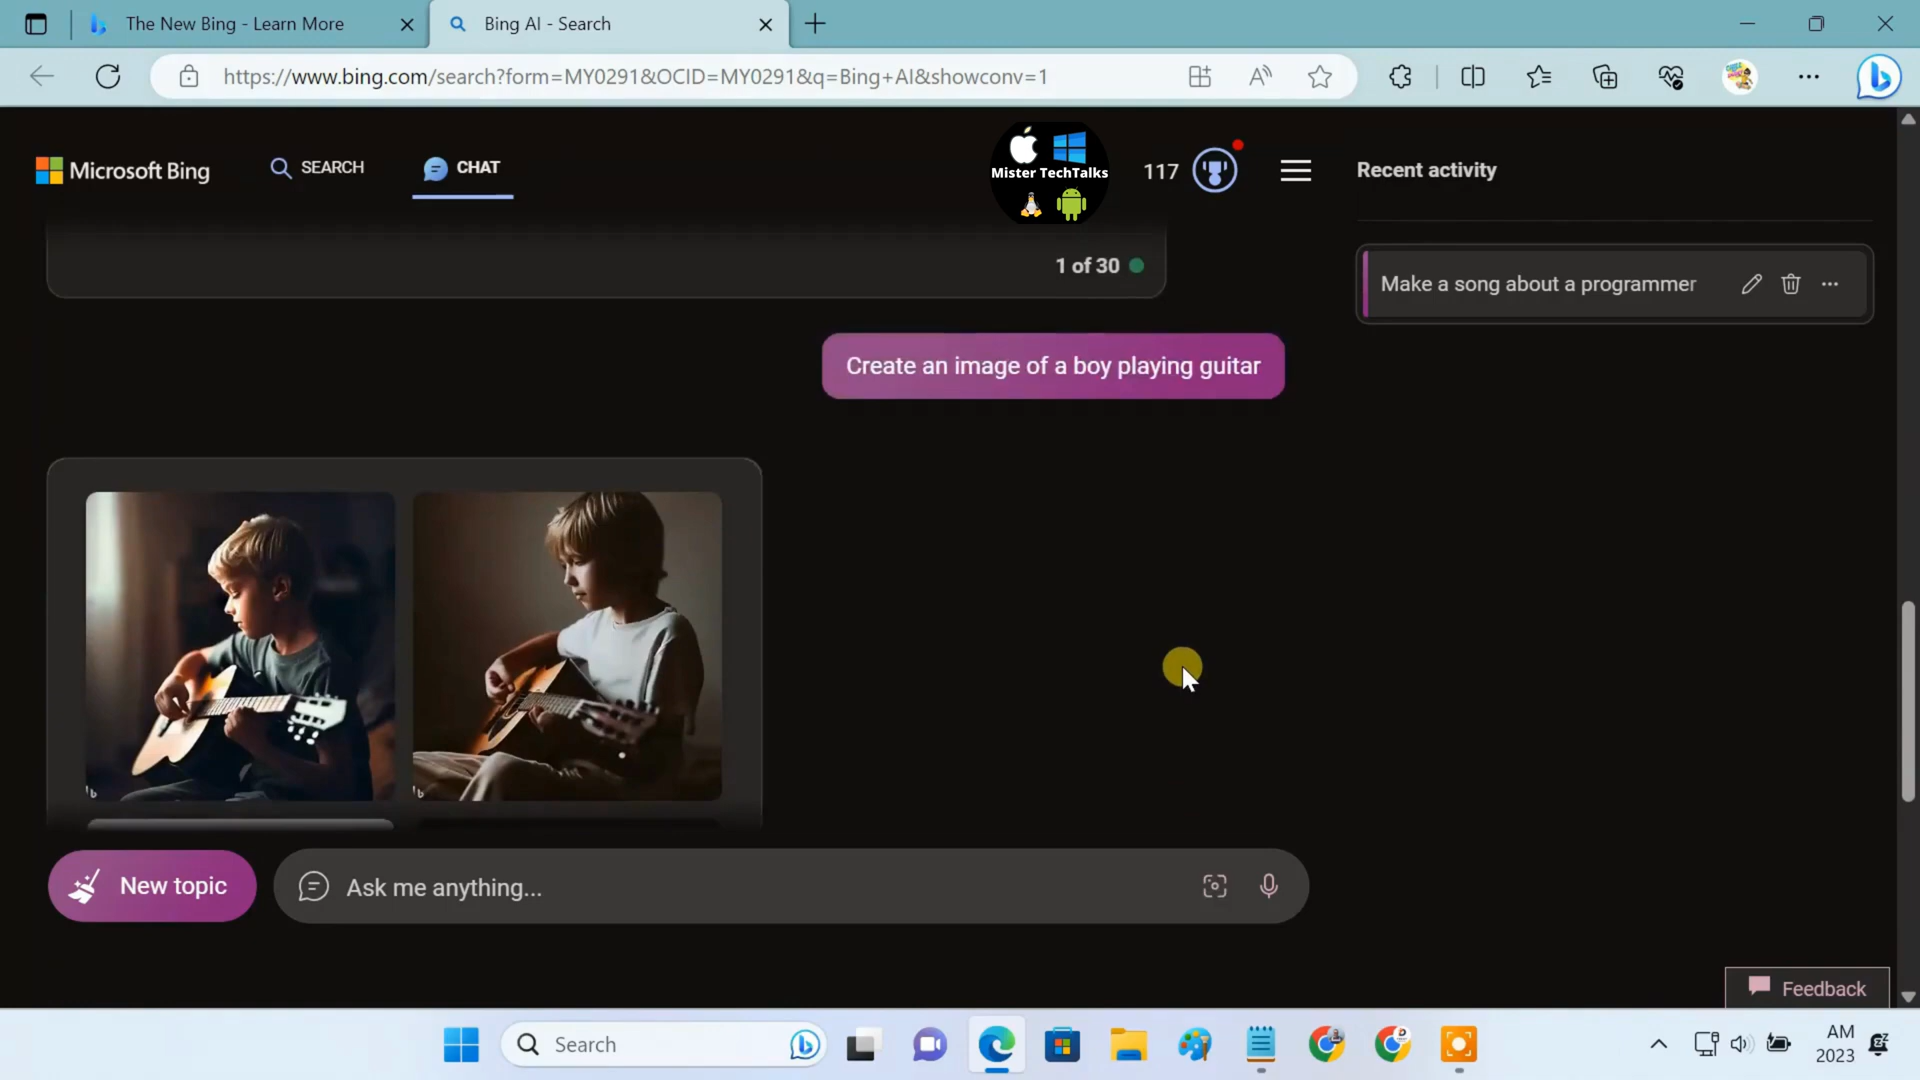 The New Bing - Learn More
Bing AI - Search
https://www.bing.com/search?form=MY0291&OCID=MY0291&q=Bing+AI&showconv=1
Microsoft Bing
SEARCH
CHAT
Mister TechTalks
117
Recent activity
1 of 30
Make a song about a programmer
Create an image of a boy playing guitar
New topic
Ask me anything...
Feedback
Search
AM
2023